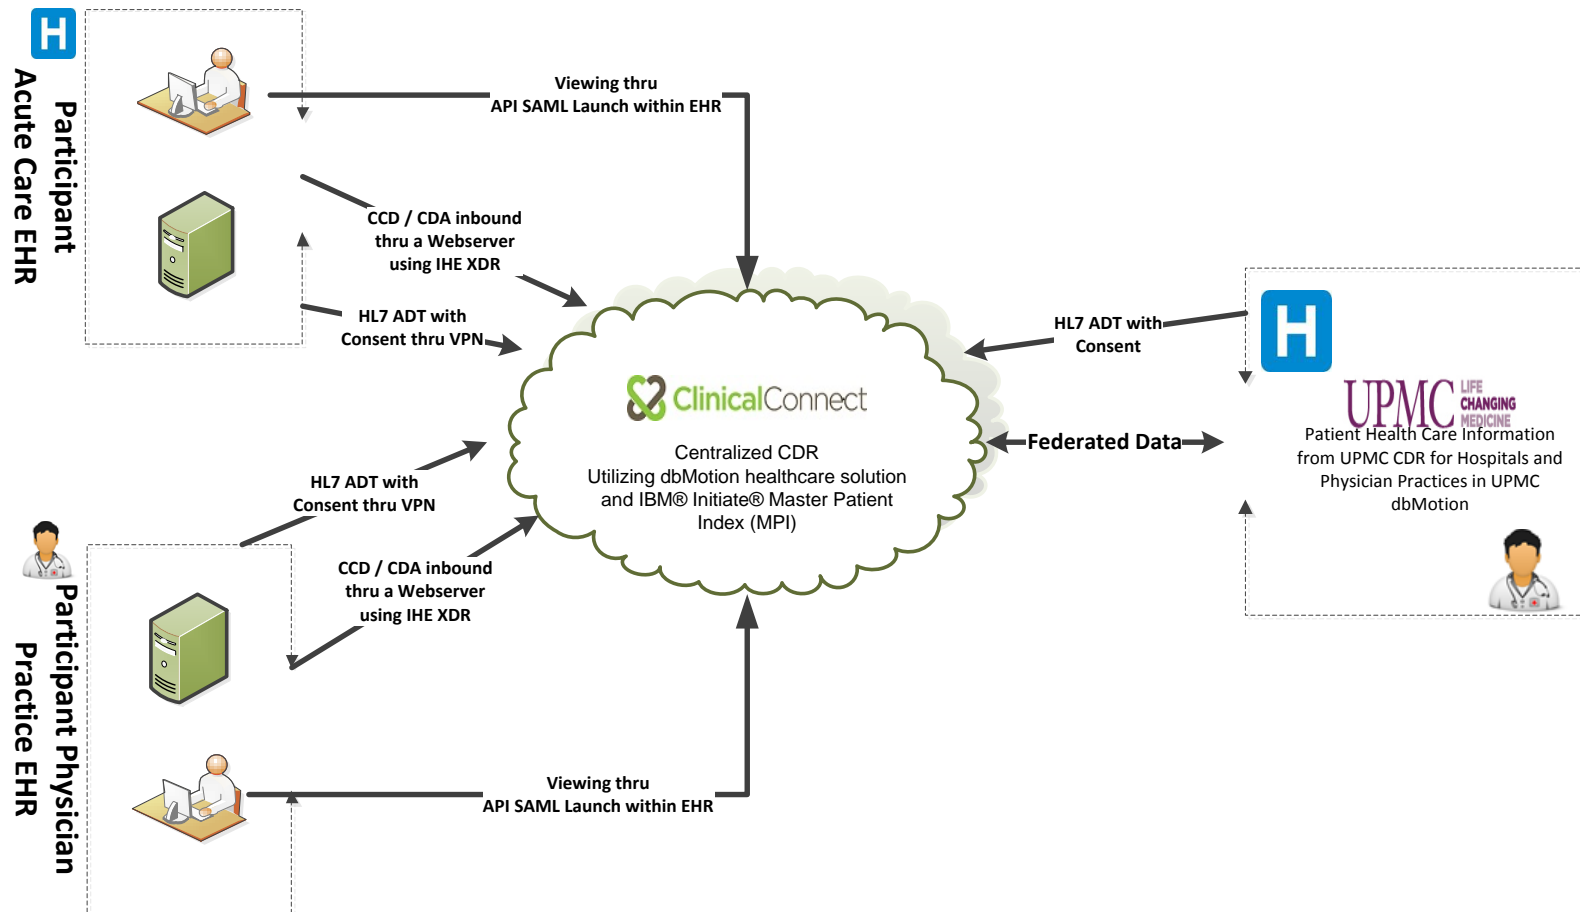 H
Participant
Acute Care EHR
Viewing thru
API SAML Launch within EHR
CCD / CDA inbound
thru a Webserver
using IHE XDR
HL7 ADT with
Consent thru VPN
ClinicalConnect
Centralized CDR
Utilizing dbMotion healthcare solution
and IBM® Initiate® Master Patient
Index (MPI)
HL7 ADT with
Consent
Federated Data
H
UPMC LIFE
CHANGING
MEDICINE
Patient Health Care Information
from UPMC CDR for Hospitals and
Physician Practices in UPMC
dbMotion
HL7 ADT with
Consent thru VPN
CCD / CDA inbound
thru a Webserver
using IHE XDR
Participant Physician
Practice EHR
Viewing thru
API SAML Launch within EHR